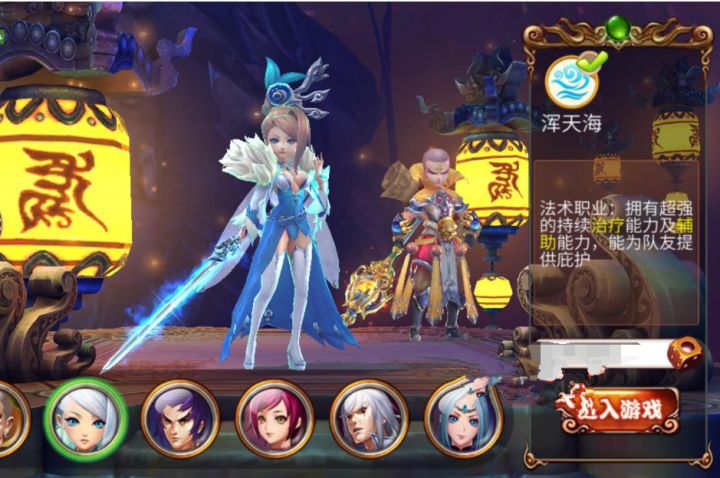 浑天海
法术职业：拥有超强
的持续治疗能力及辅
助能力，能为队友提
供庇护
进入游戏